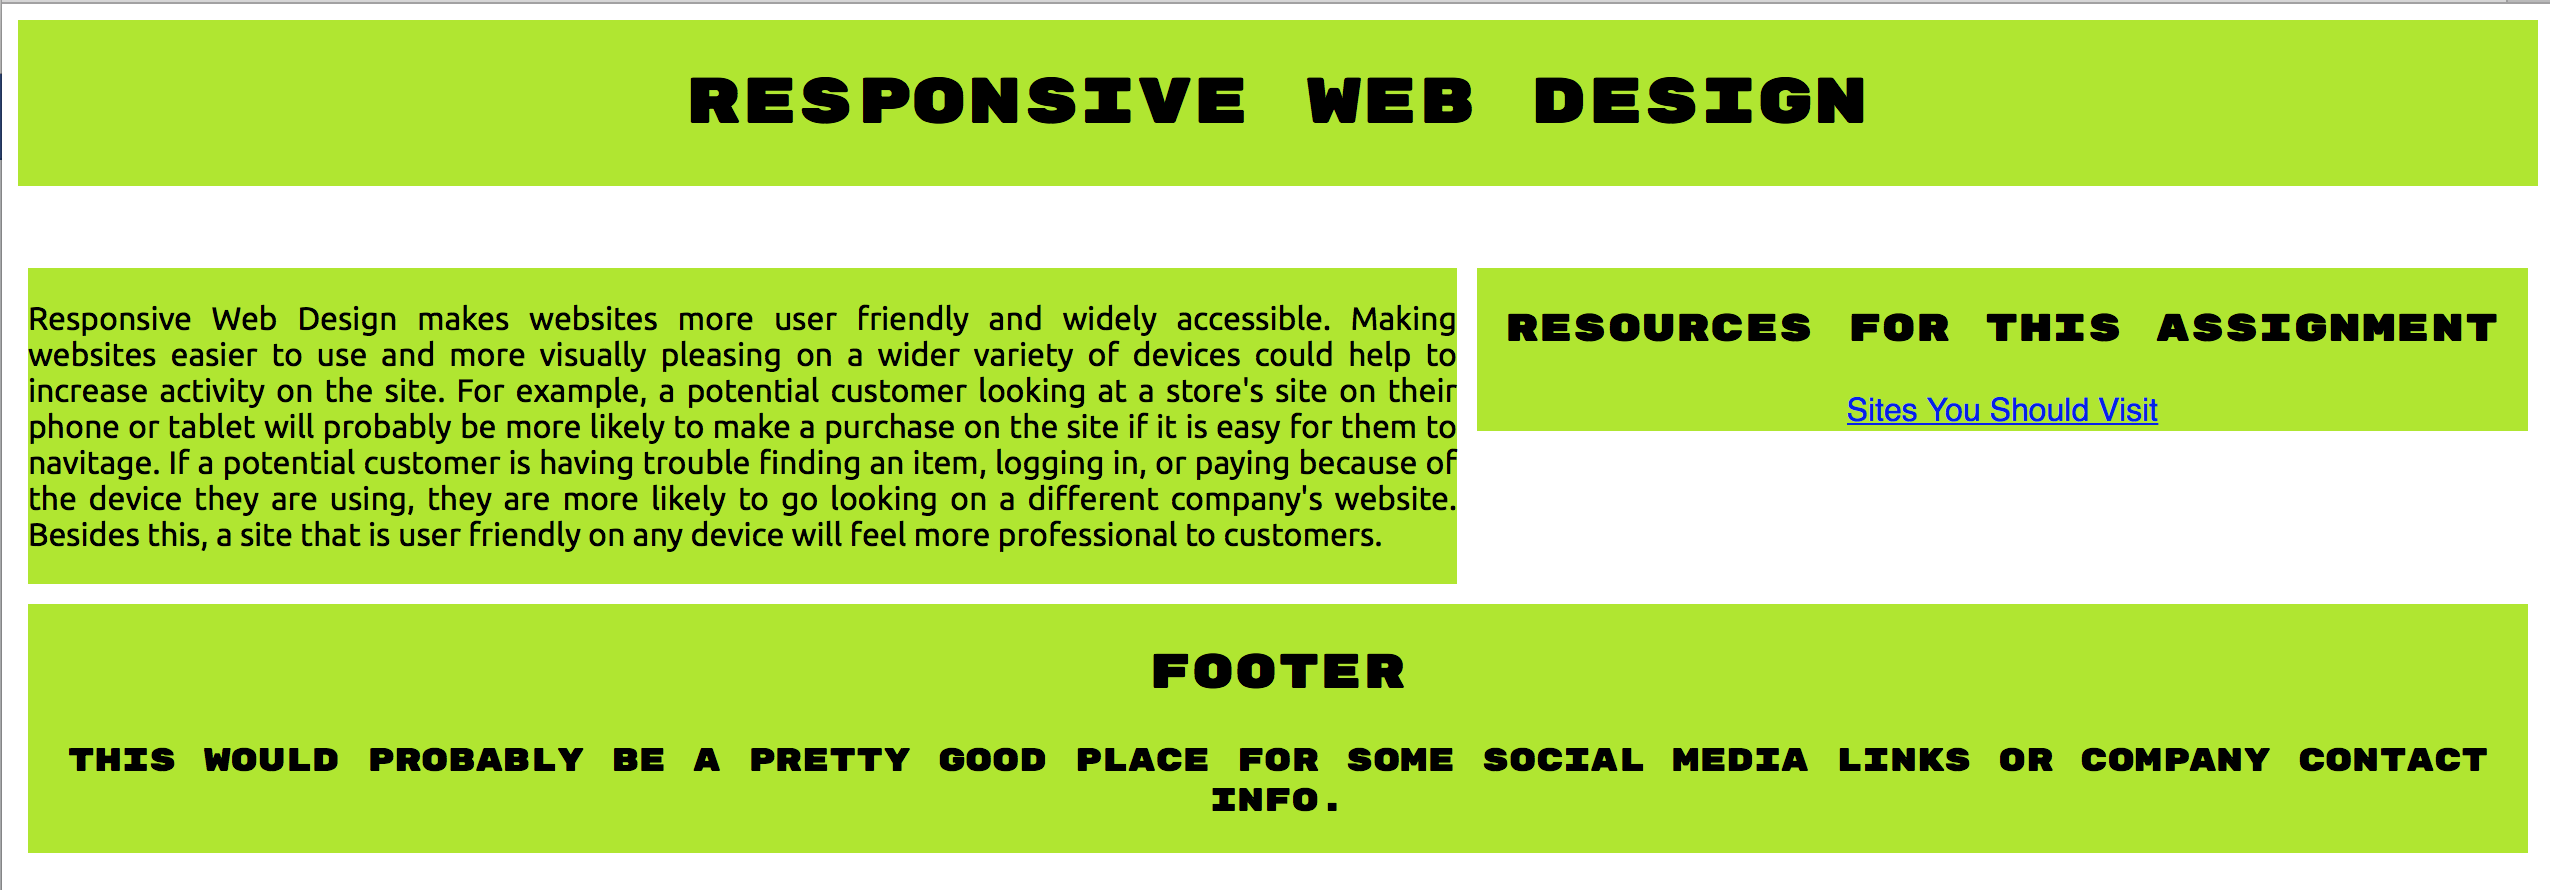 RESPONSIVE WEB DESIGN
Responsive Web Design makes websites more user friendly and widely accessible. Making
websites easier to use and more visually pleasing on a wider variety of devices could help to
increase activity on the site. For example, a potential customer looking at a store's site on their
phone or tablet will probably be more likely to make a purchase on the site if it is easy for them to
navitage. If a potential customer is having trouble finding an item, logging in, or paying because of
the device they are using, they are more likely to go looking on a different company's website.
Besides this, a site that is user friendly on any device will feel more professional to customers.
RESOURCES FOR THIS ASSIGNMENT
Sites You Should Visit
FOOTER
THIS WOULD PROBABLY BE A PRETTY GOOD PLACE FOR SOME SOCIAL MEDIA LINKS OR COMPANY CONTACT
INFO.